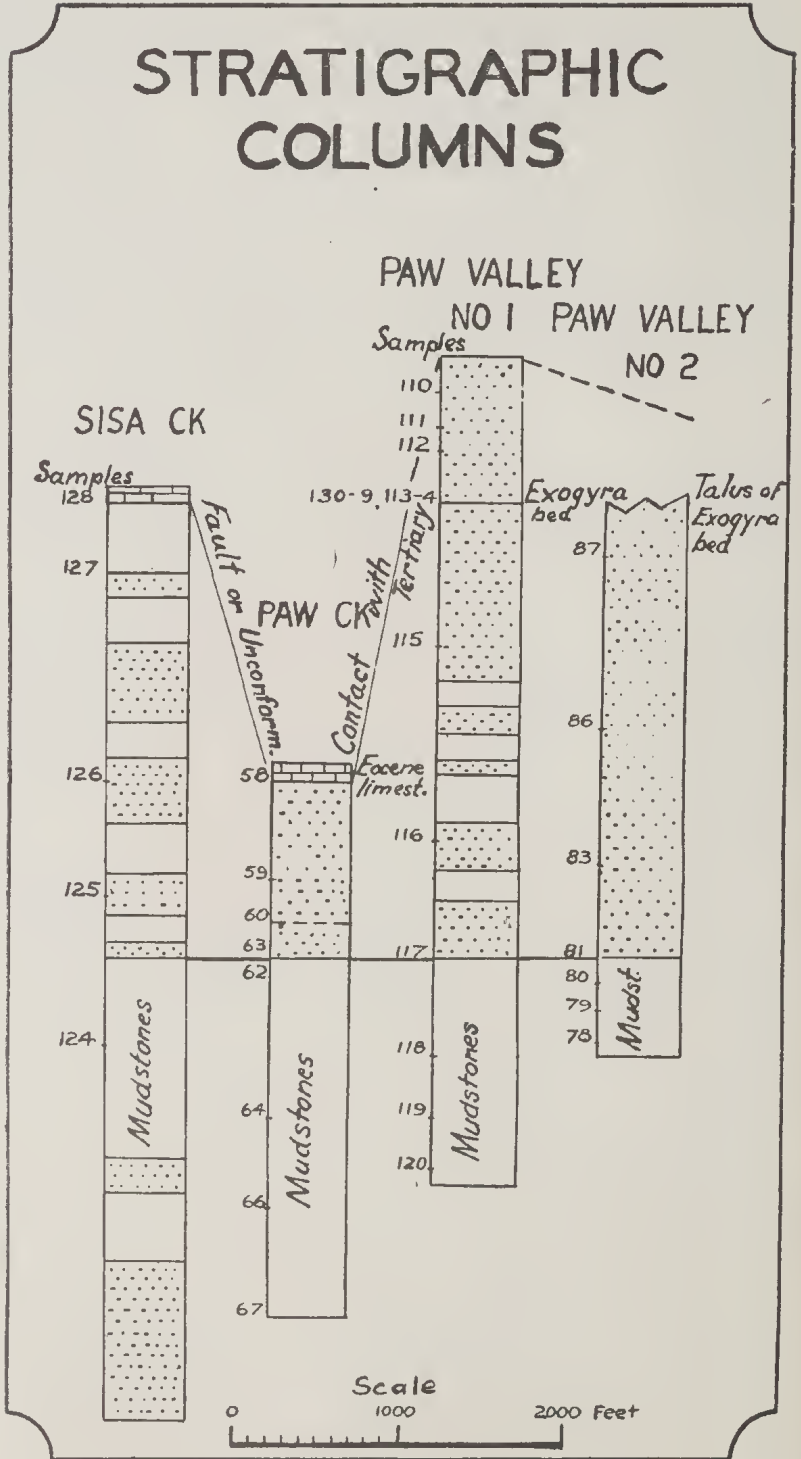 STRATIGRAPHIC
COLUMNS
PAW VALLEY
NO 1
PAW VALLEY
NO 2
SISA CK
PAW CK
Samples
128
127
126
125
124
Mudstones
Fault or Unconform.
58
59
60
63
62
64
66
67
Mudstones
Eocene
limest.
Contact with
Tertiary
Samples
110
111
112
130-9, 113-4
115
116
117
118
119
120
Mudstones
Exogyra
bed
Talus of
Exogyra
bed
87
86
83
81
80
79
78
Mudst.
Scale
0 1000 2000 Feet